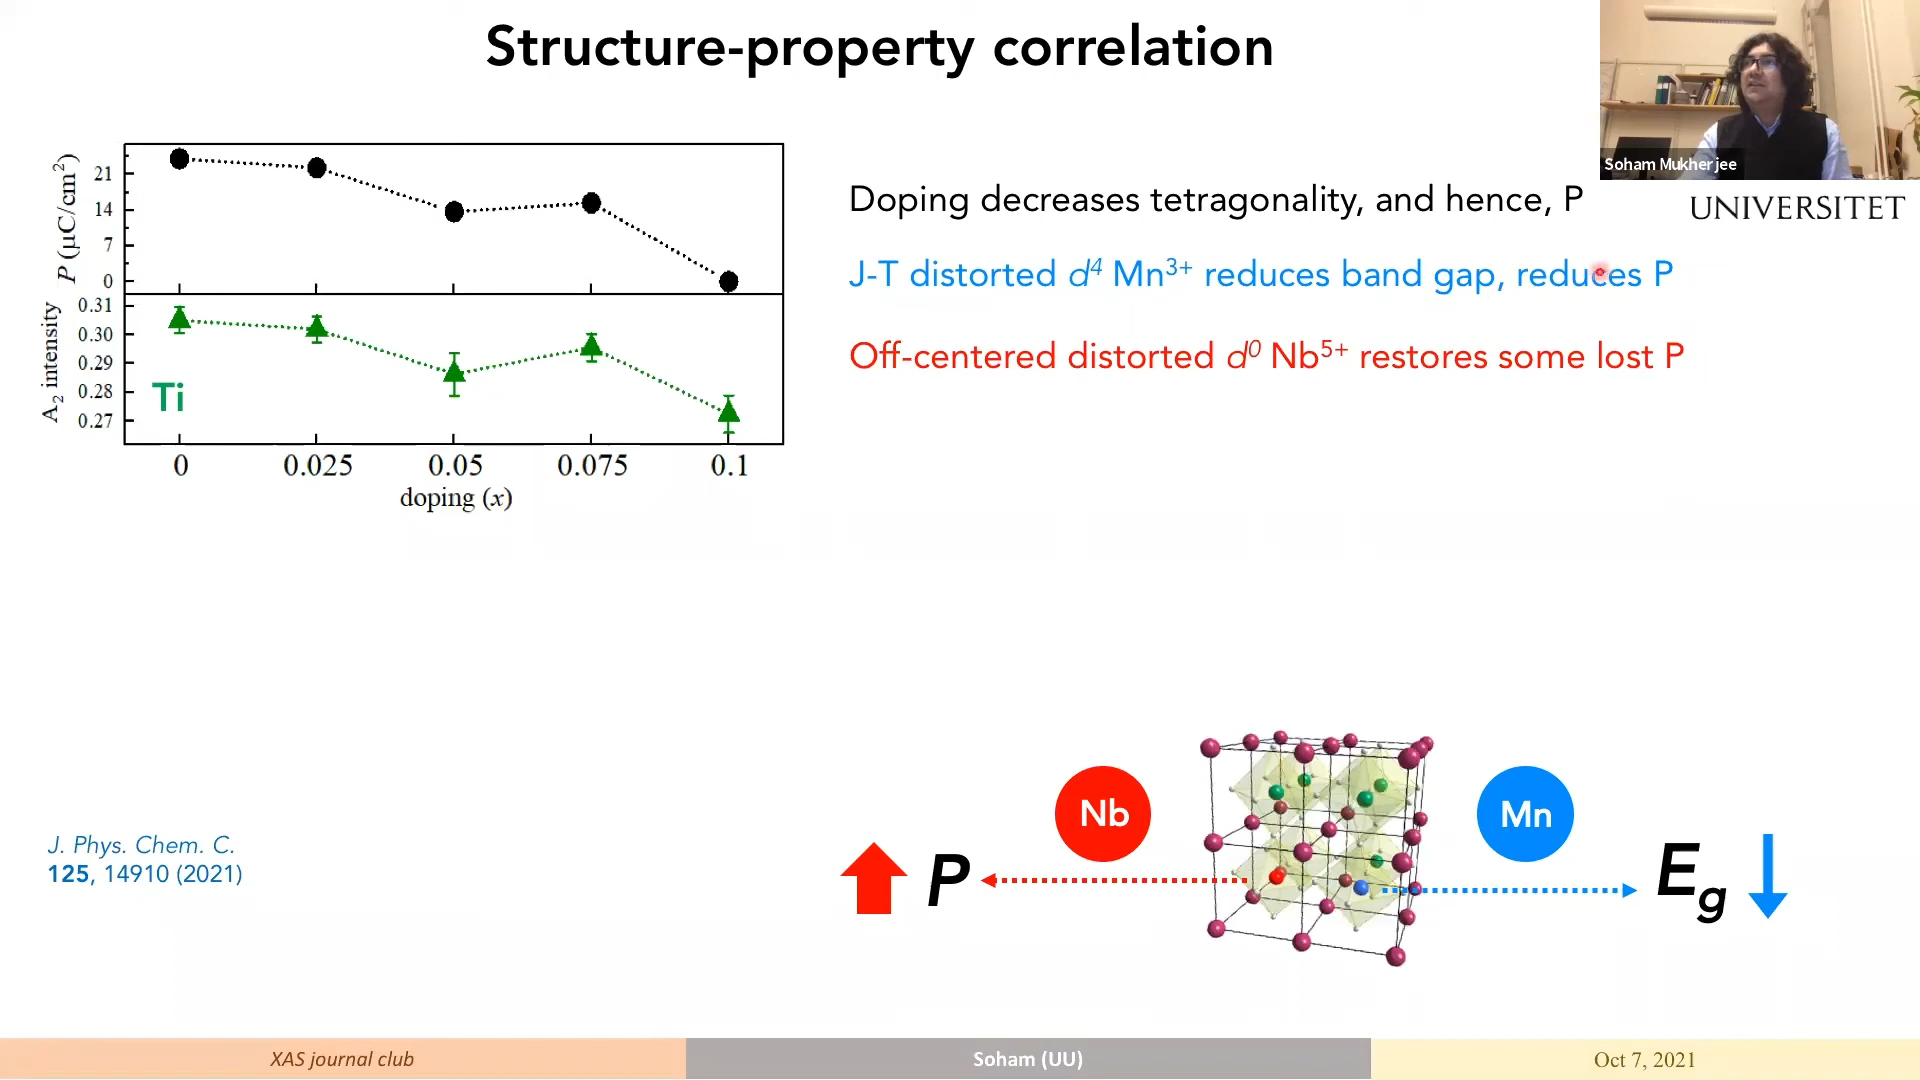 Structure-property correlation
Soham Mukherjee
UNIVERSITET
P (μC/cm²)
21
14
7
0
A₂ intensity
0.31
0.30
0.29
0.28
0.27
Ti
0 0.025 0.05 0.075 0.1
doping (x)
Doping decreases tetragonality, and hence, P
J-T distorted d⁴ Mn³⁺ reduces band gap, reduces P
Off-centered distorted d⁰ Nb⁵⁺ restores some lost P
Nb
Mn
P
E_g
J. Phys. Chem. C.
125, 14910 (2021)
XAS journal club
Soham (UU)
Oct 7, 2021